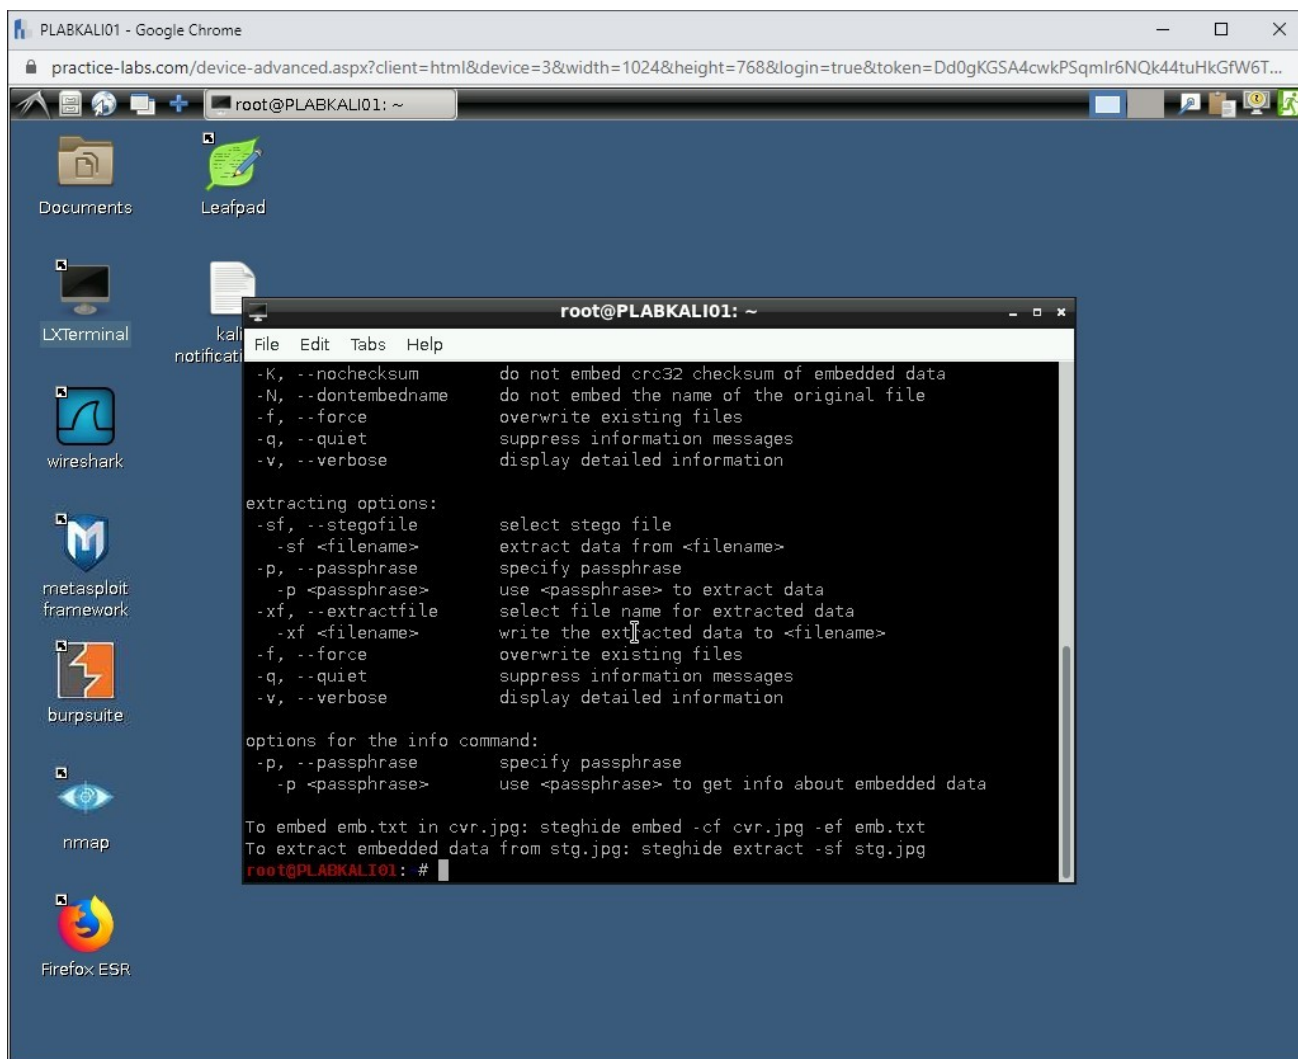 PLABKALI01 - Google Chrome
practice-labs.com/device-advanced.aspx?client=html&device=3&width=1024&height=768&login=true&token=Dd0gKGSA4cwkPSqmIr6NQk44tuHkGfW6T...
root@PLABKALI01: ~
Documents
Leafpad
LXTerminal
kali
notificati
wireshark
metasploit
framework
burpsuite
nmap
Firefox ESR
root@PLABKALI01: ~
File Edit Tabs Help
-K, --nochecksum do not embed crc32 checksum of embedded data
-N, --dontembedname do not embed the name of the original file
-f, --force overwrite existing files
-q, --quiet suppress information messages
-v, --verbose display detailed information
extracting options:
-sf, --stegofile select stego file
-sf <filename> extract data from <filename>
-p, --passphrase specify passphrase
-p <passphrase> use <passphrase> to extract data
-xf, --extractfile select file name for extracted data
-xf <filename> write the extracted data to <filename>
-f, --force overwrite existing files
-q, --quiet suppress information messages
-v, --verbose display detailed information
options for the info command:
-p, --passphrase specify passphrase
-p <passphrase> use <passphrase> to get info about embedded data
To embed emb.txt in cvr.jpg: steghide embed -cf cvr.jpg -ef emb.txt
To extract embedded data from stg.jpg: steghide extract -sf stg.jpg
root@PLABKALI01:~#